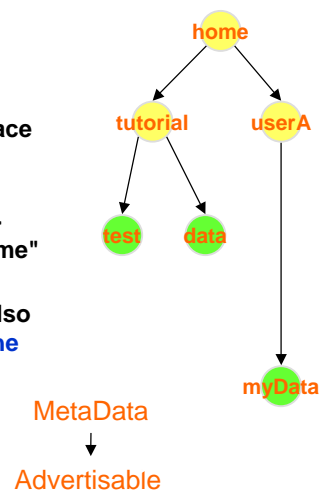 home
tutorial userA
ace
test data
me"
lso
ne
myData
MetaData
Advertisable